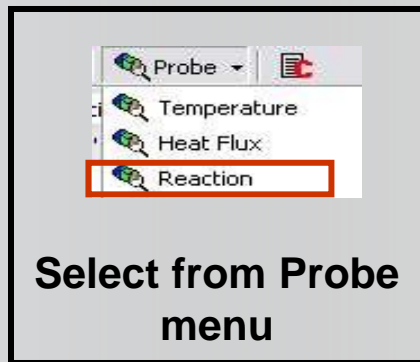 Probe
Temperature
Heat Flux
Reaction
Select from Probe
menu